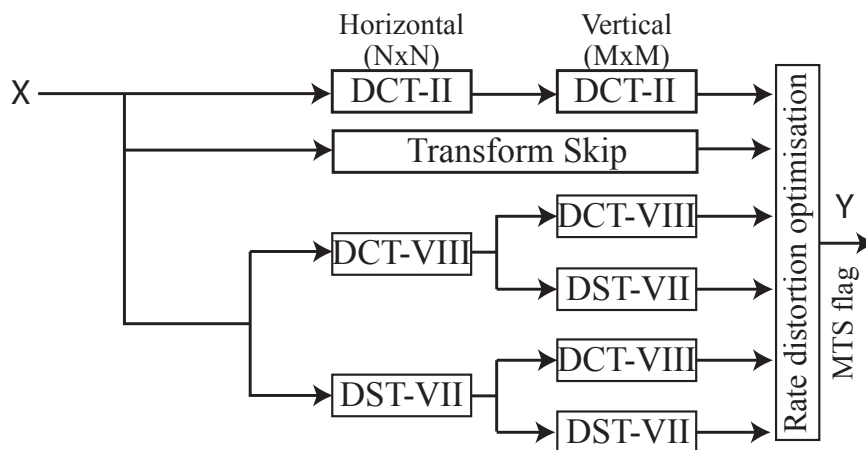 Horizontal
(NxN)
Vertical
(MxM)
X
DCT-II
DCT-II
Transform Skip
DCT-VIII
DCT-VIII
DST-VII
DST-VII
DCT-VIII
DST-VII
Rate distortion optimisation
Y
MTS flag